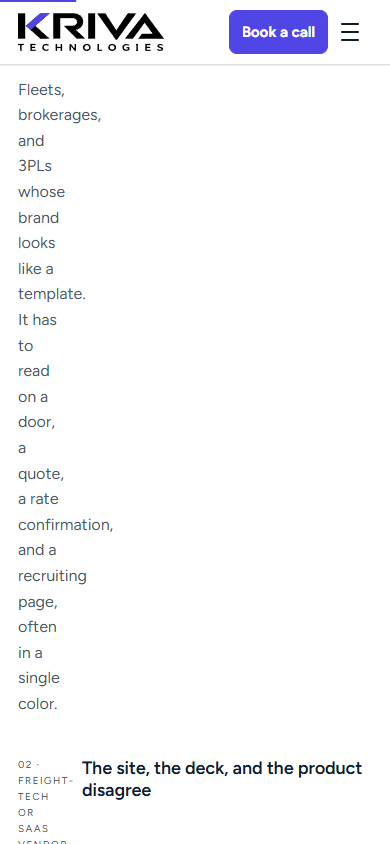 KRIVA
TECHNOLOGIES
Book a call
Fleets,
brokerages,
and
3PLs
whose
brand
looks
like a
template.
It has
to
read
on a
door,
a
quote,
a rate
confirmation,
and a
recruiting
page,
often
in a
single
color.
02 ·
FREIGHT-
TECH
OR
SAAS
VENDOR
The site, the deck, and the product
disagree